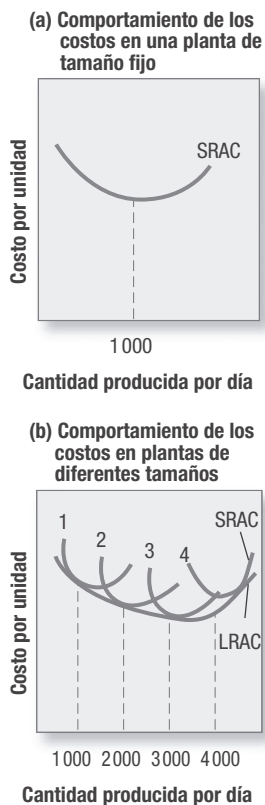 (a) Comportamiento de los
costos en una planta de
tamaño fijo
Costo por unidad
SRAC
1 000
Cantidad producida por día
(b) Comportamiento de los
costos en plantas de
diferentes tamaños
Costo por unidad
1
2
3
4
SRAC
LRAC
1000 2000 3000 4000
Cantidad producida por día